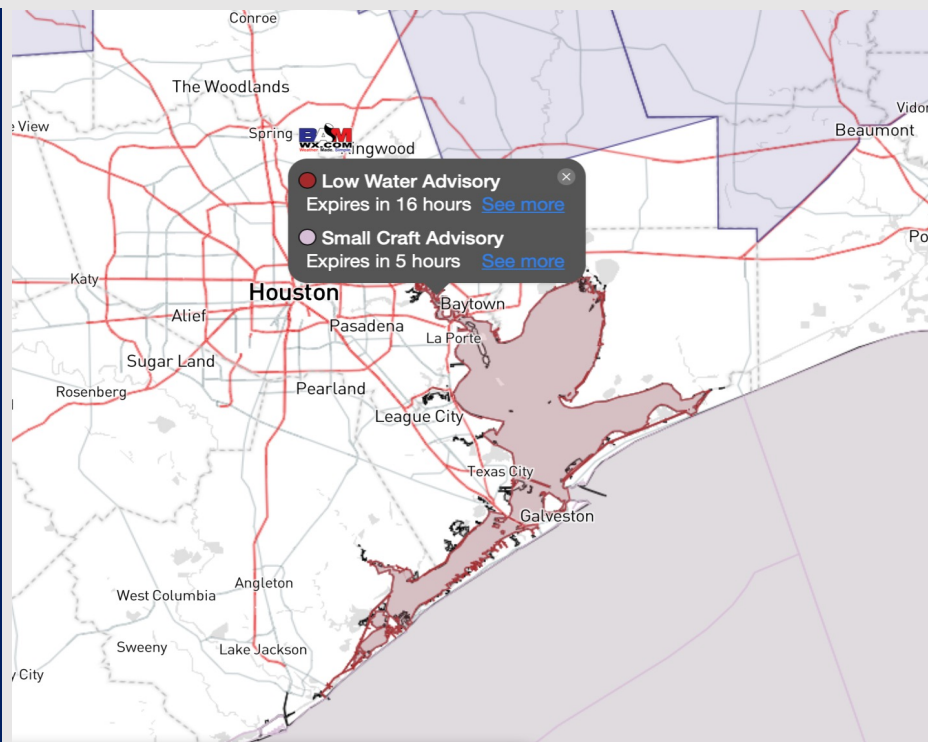 Conroe
The Woodlands
View
Spring
BAM
WX.COM
ngwood
Vidor
Beaumont
Low Water Advisory
Expires in 16 hours See more
Small Craft Advisory
Expires in 5 hours See more
Po
Katy
Houston
Baytown
Alief
Pasadena
La Porte
Sugar Land
Rosenberg
Pearland
League City
Texas City
Galveston
Angleton
West Columbia
Sweeny
Lake Jackson
City